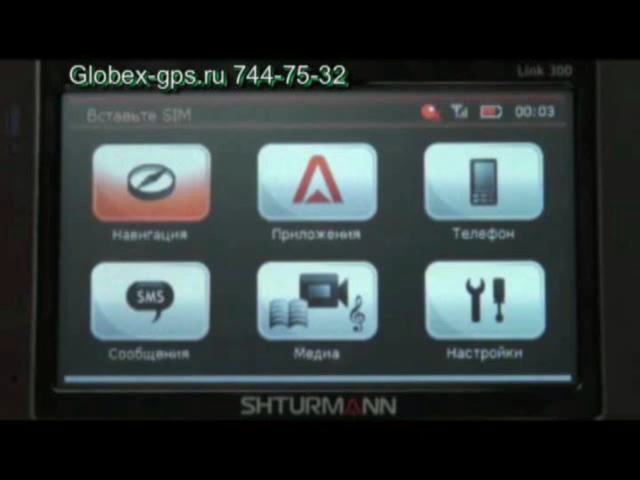 Globex-gps.ru 744-75-32
Link 300
Вставьте SIM
00:03
Навигация
Приложения
Телефон
SMS
Сообщения
Медиа
Настройки
SHTURMANN